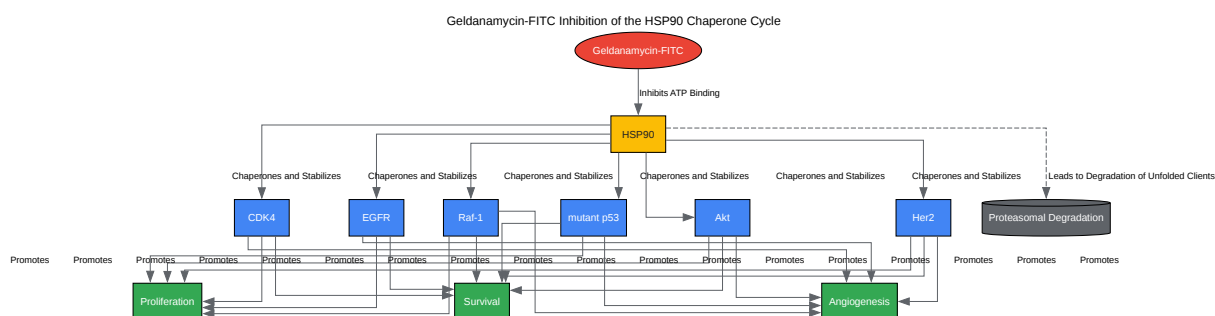 Geldanamycin-FITC Inhibition of the HSP90 Chaperone Cycle
Geldanamycin-FITC
Inhibits ATP Binding
HSP90
Chaperones and Stabilizes Chaperones and Stabilizes Chaperones and Stabilizes Chaperones and Stabilizes Chaperones and Stabilizes Chaperones and Stabilizes Leads to Degradation of Unfolded Clients
CDK4 EGFR Raf-1 mutant p53 Akt Her2 Proteasomal Degradation
Promotes Promotes Promotes Promotes Promotes Promotes Promotes Promotes Promotes Promotes Promotes Promotes Promotes Promotes Promotes Promotes Promotes Promotes
Proliferation Survival Angiogenesis